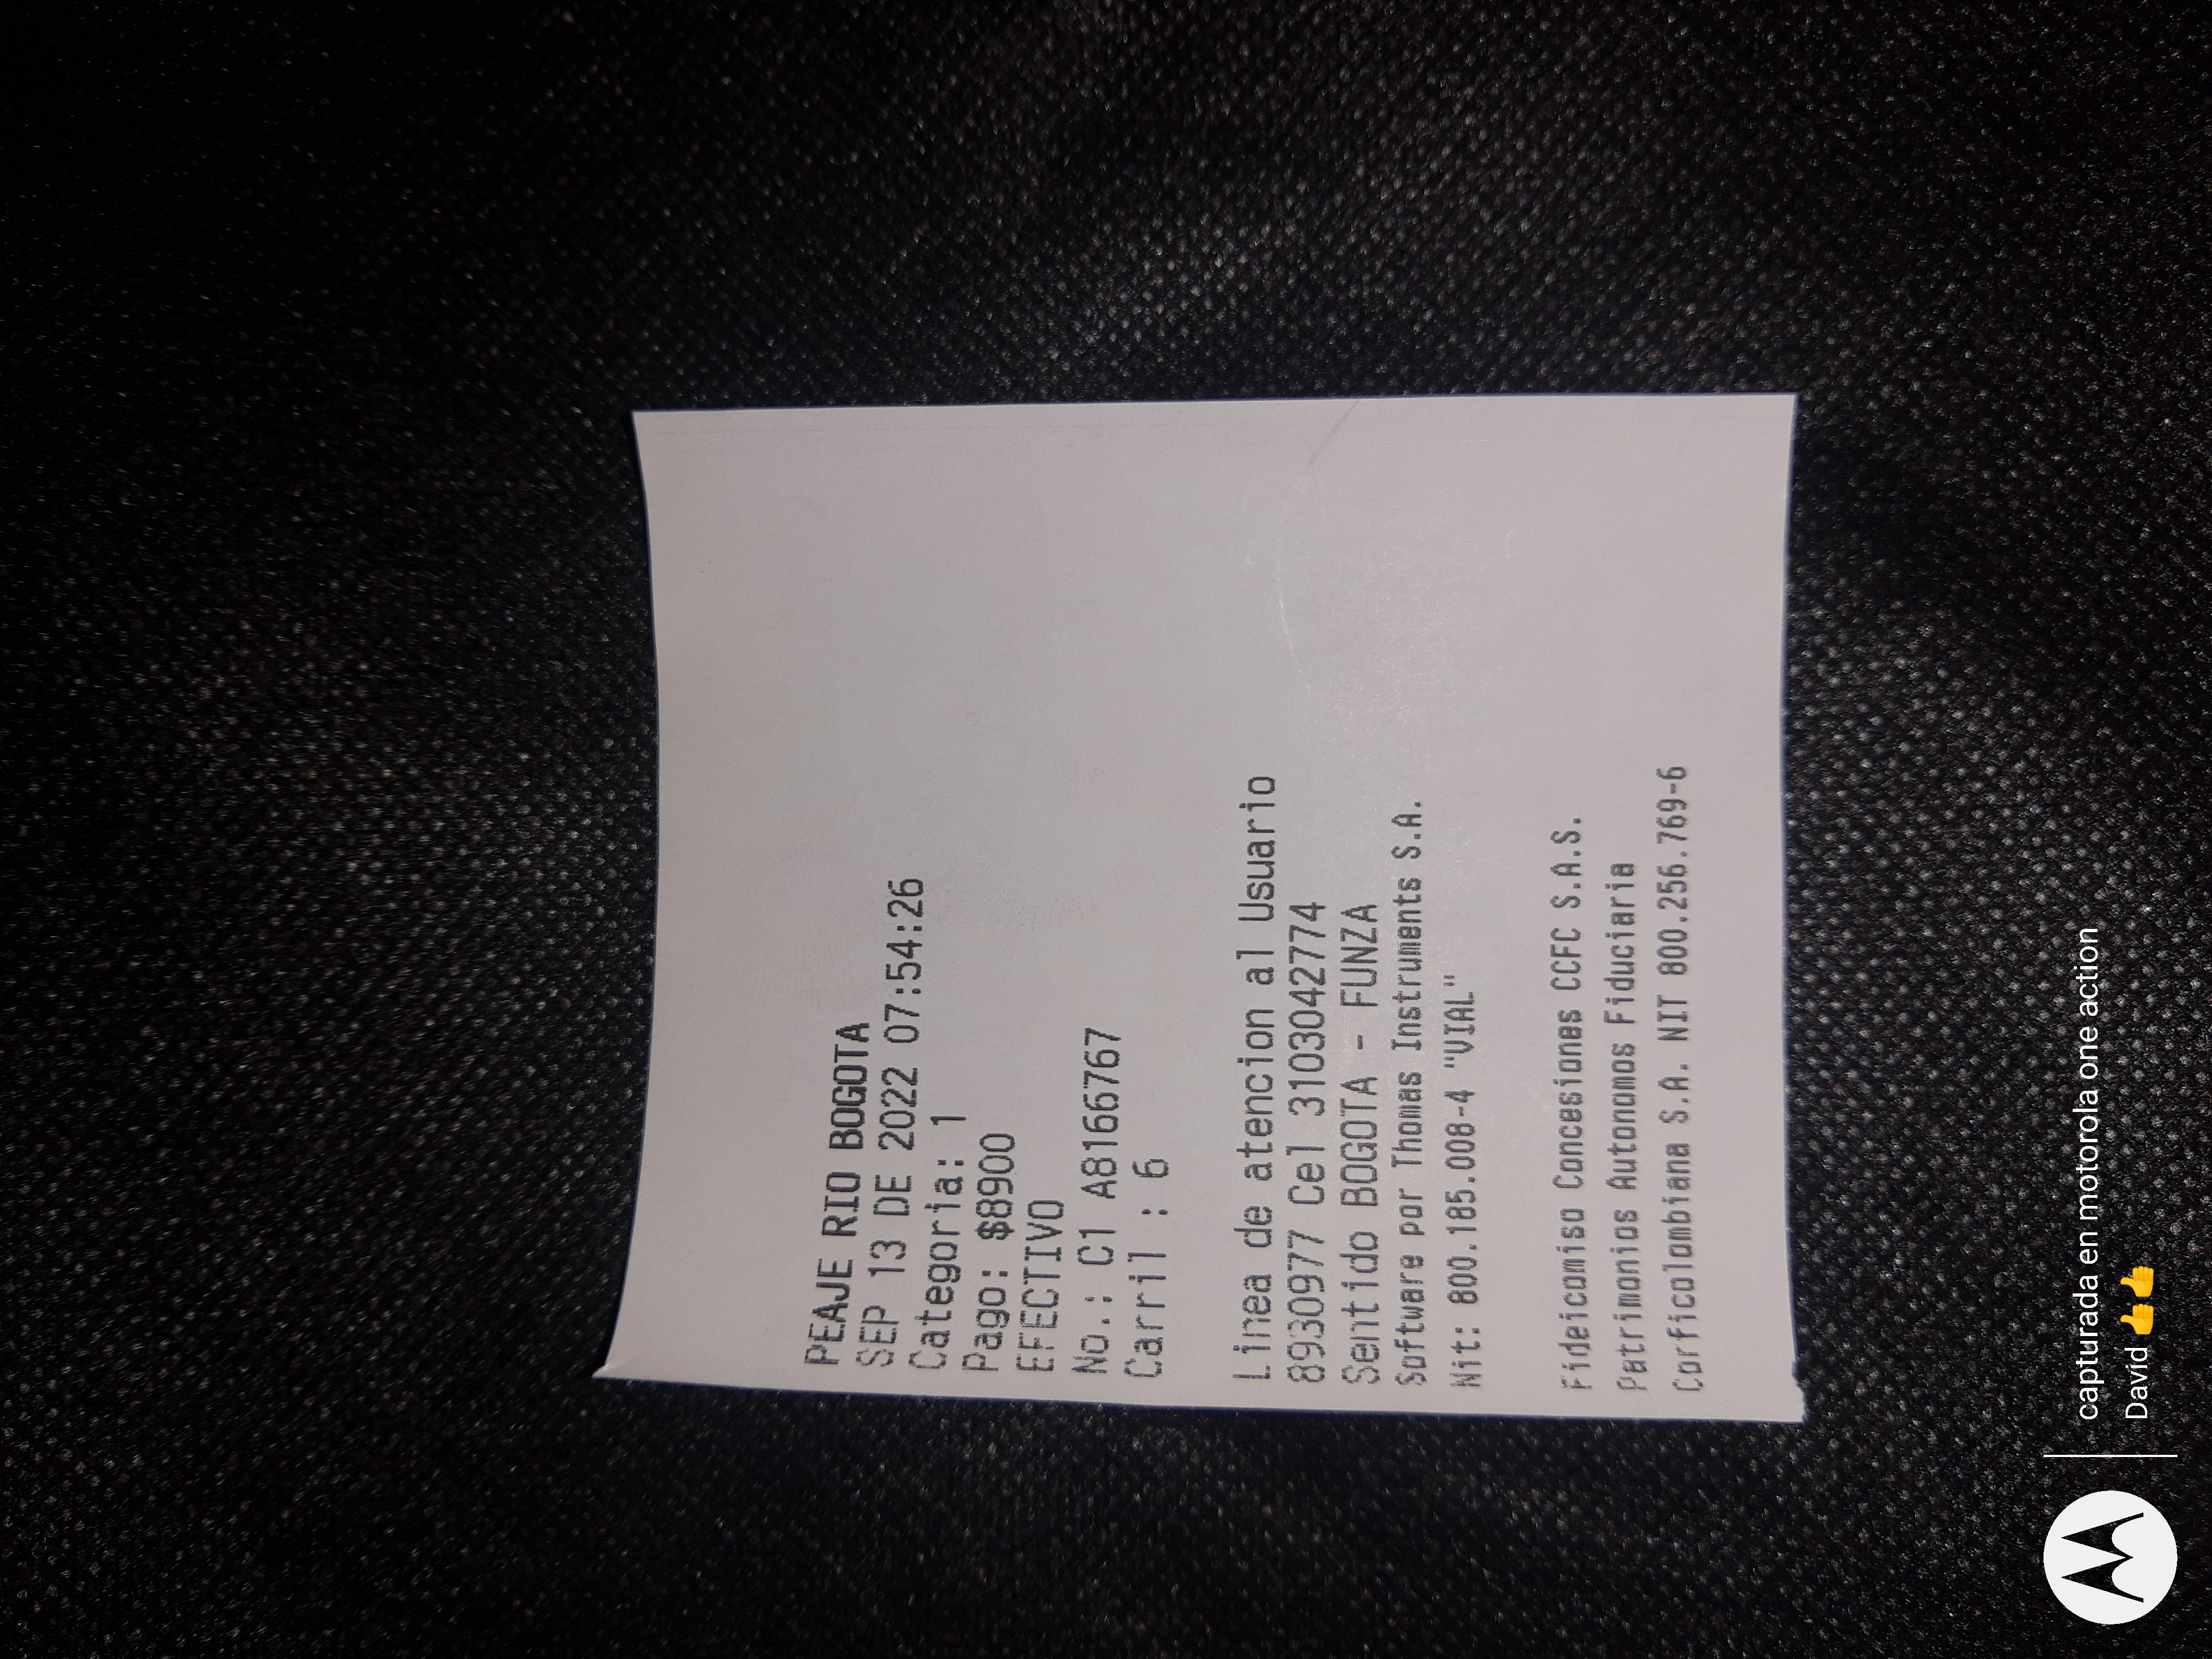 PEAJE RIO BOGOTA
SEP 13 DE 2022 07:54:26
Categoria: 1
Pago: $8900
EFECTIVO
No.: C1 A8166767
Carril : 6
Linea de atencion al Usuario
8930977 Cel 3103042774
Sentido BOGOTA - FUNZA
Software por Thomas Instruments S.A.
Nit: 800.185.008-4 "VIAL"
Fideicomiso Concesiones CCFC S.A.S.
Patrimonios Autonomos Fiduciaria
Corficolombiana S.A. NIT 800.256.769-6
capturada en motorola one action
David 👍👍